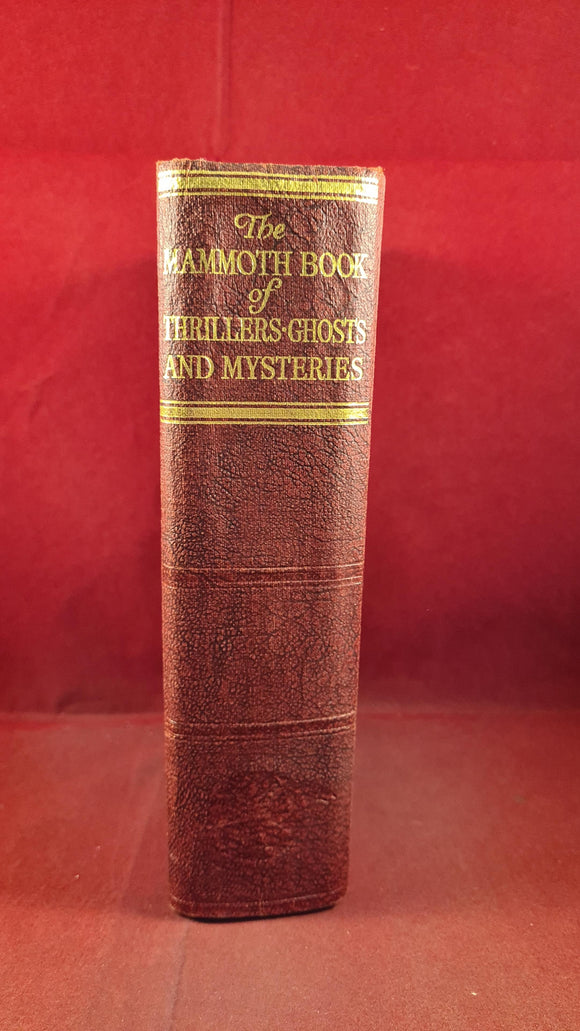 The
MAMMOTH BOOK
of
THRILLERS·GHOSTS
AND MYSTERIES